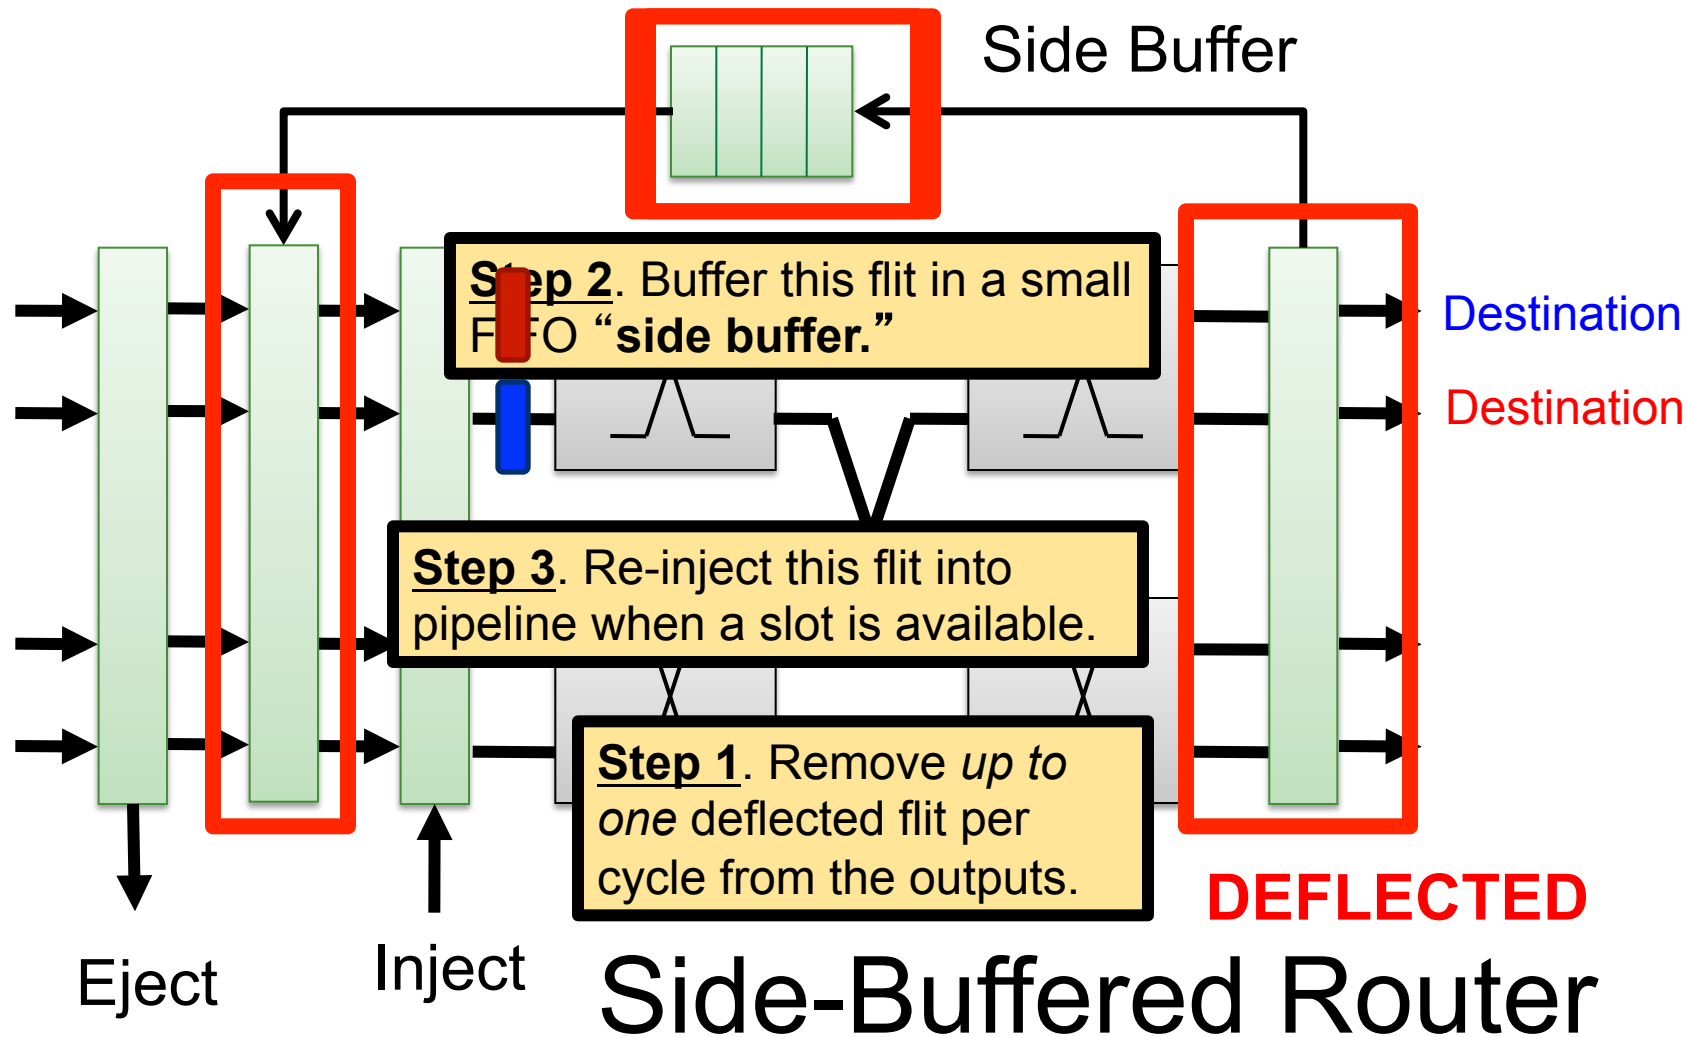 Side Buffer
Step 2. Buffer this flit in a small
FIFO “side buffer.”
Destination
Destination
Step 3. Re-inject this flit into
pipeline when a slot is available.
Step 1. Remove up to
one deflected flit per
cycle from the outputs.
DEFLECTED
Eject
Inject
Side-Buffered Router